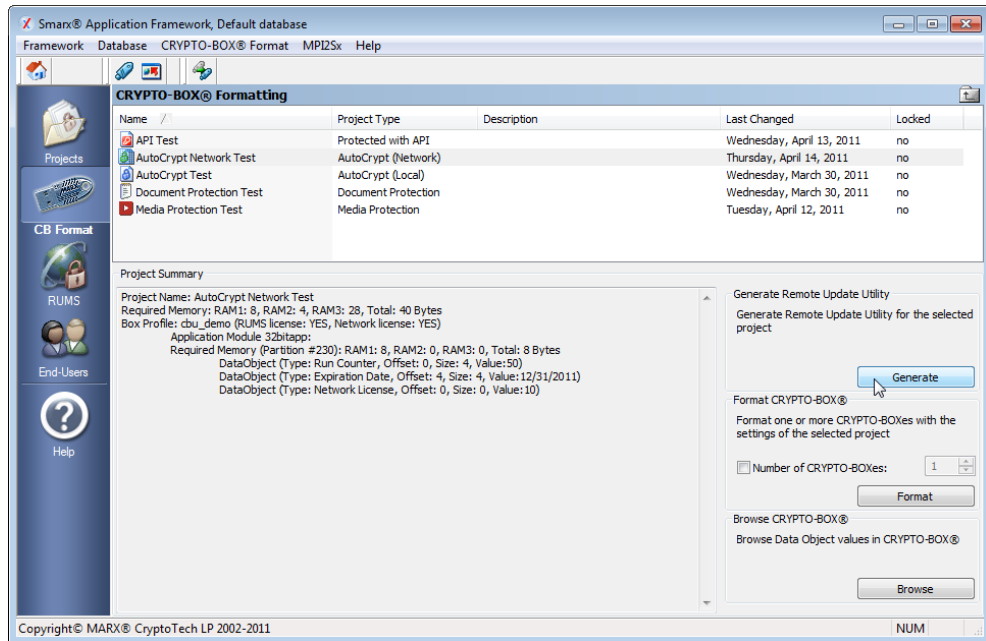 Smarx® Application Framework, Default database
Framework Database CRYPTO-BOX® Format MPI2Sx Help
CRYPTO-BOX® Formatting
Name Project Type Description Last Changed Locked
API Test Protected with API Wednesday, April 13, 2011 no
AutoCrypt Network Test AutoCrypt (Network) Thursday, April 14, 2011 no
AutoCrypt Test AutoCrypt (Local) Wednesday, March 30, 2011 no
Document Protection Test Document Protection Wednesday, March 30, 2011 no
Media Protection Test Media Protection Tuesday, April 12, 2011 no
Projects
CB Format
RUMS
End-Users
Help
Project Summary
Project Name: AutoCrypt Network Test
Required Memory: RAM1: 8, RAM2: 4, RAM3: 28, Total: 40 Bytes
Box Profile: cbu_demo (RUMS license: YES, Network license: YES)
Application Module 32bitapp:
Required Memory (Partition #230): RAM1: 8, RAM2: 0, RAM3: 0, Total: 8 Bytes
DataObject (Type: Run Counter, Offset: 0, Size: 4, Value:50)
DataObject (Type: Expiration Date, Offset: 4, Size: 4, Value:12/31/2011)
DataObject (Type: Network License, Offset: 0, Size: 0, Value:10)
Generate Remote Update Utility
Generate Remote Update Utility for the selected
project
Generate
Format CRYPTO-BOX®
Format one or more CRYPTO-BOXes with the
settings of the selected project
Number of CRYPTO-BOXes: 1
Format
Browse CRYPTO-BOX®
Browse Data Object values in CRYPTO-BOX®
Browse
Copyright© MARX® CryptoTech LP 2002-2011 NUM